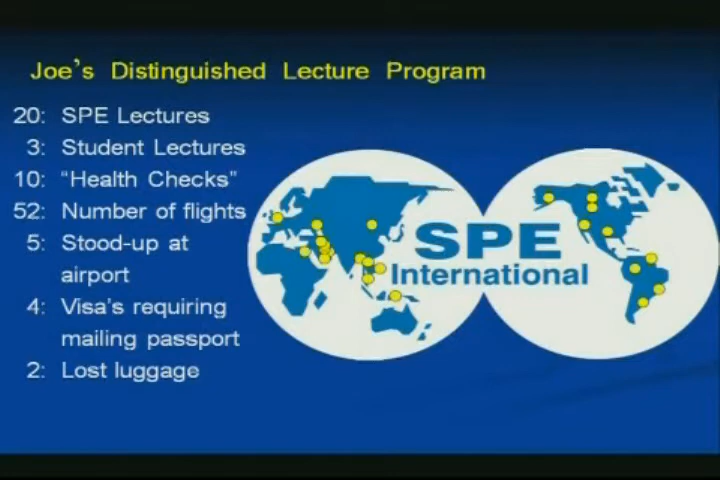 Joe's Distinguished Lecture Program
20: SPE Lectures
3: Student Lectures
10: “Health Checks”
52: Number of flights
5: Stood-up at
airport
4: Visa's requiring
mailing passport
2: Lost luggage
SPE
International